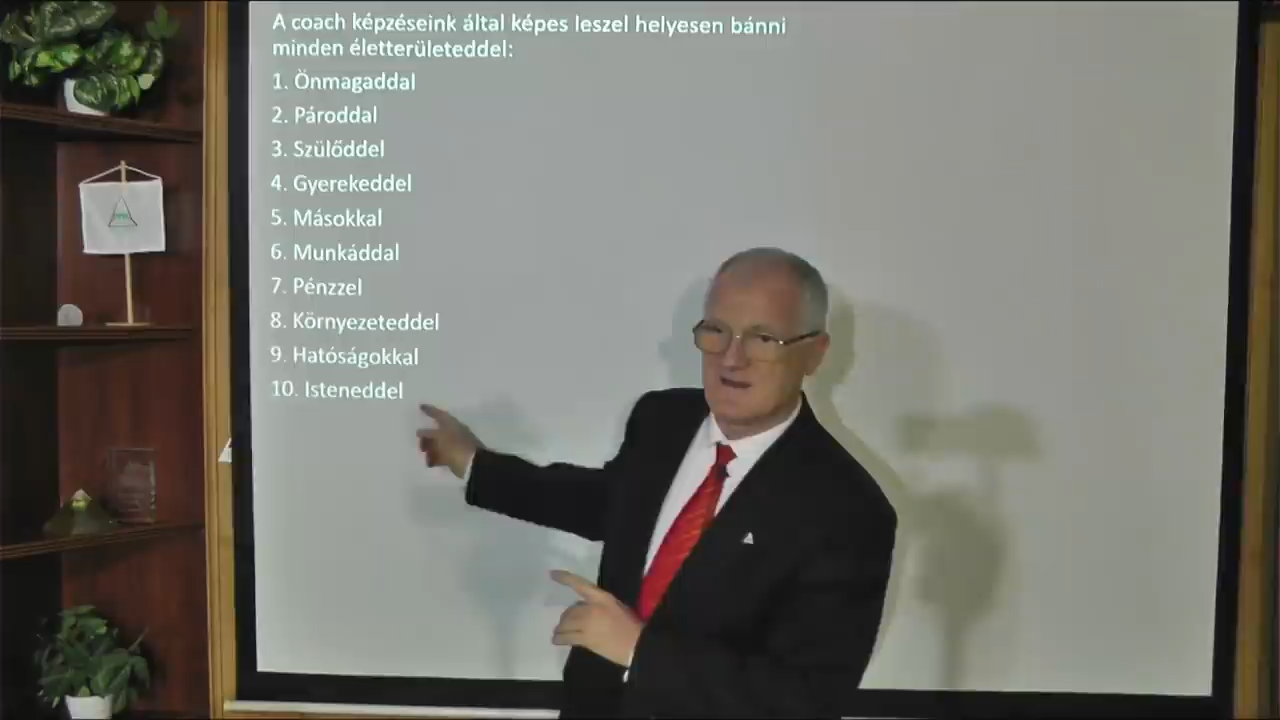 A coach képzéseink által képes leszel helyesen bánni
minden életterületeddel:
1. Önmagaddal
2. Pároddal
3. Szülőddel
4. Gyerekeddel
5. Másokkal
6. Munkáddal
7. Pénzzel
8. Környezeteddel
9. Hatóságokkal
10. Isteneddel